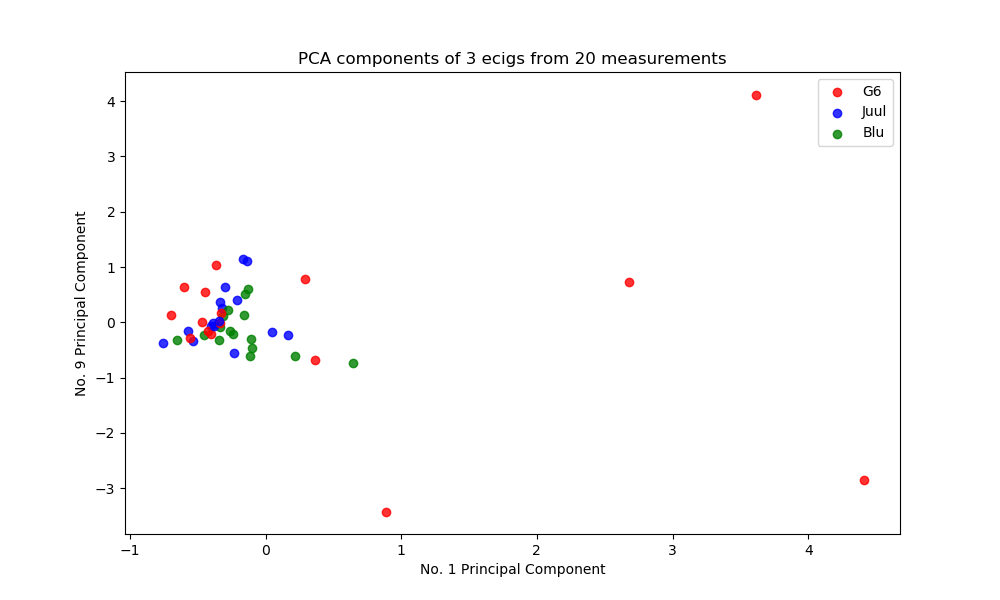 PCA components of 3 ecigs from 20 measurements
G6
Juul
Blu
4
3
2
1
0
−1
−2
−3
No. 9 Principal Component
−1
0
1
2
3
4
No. 1 Principal Component